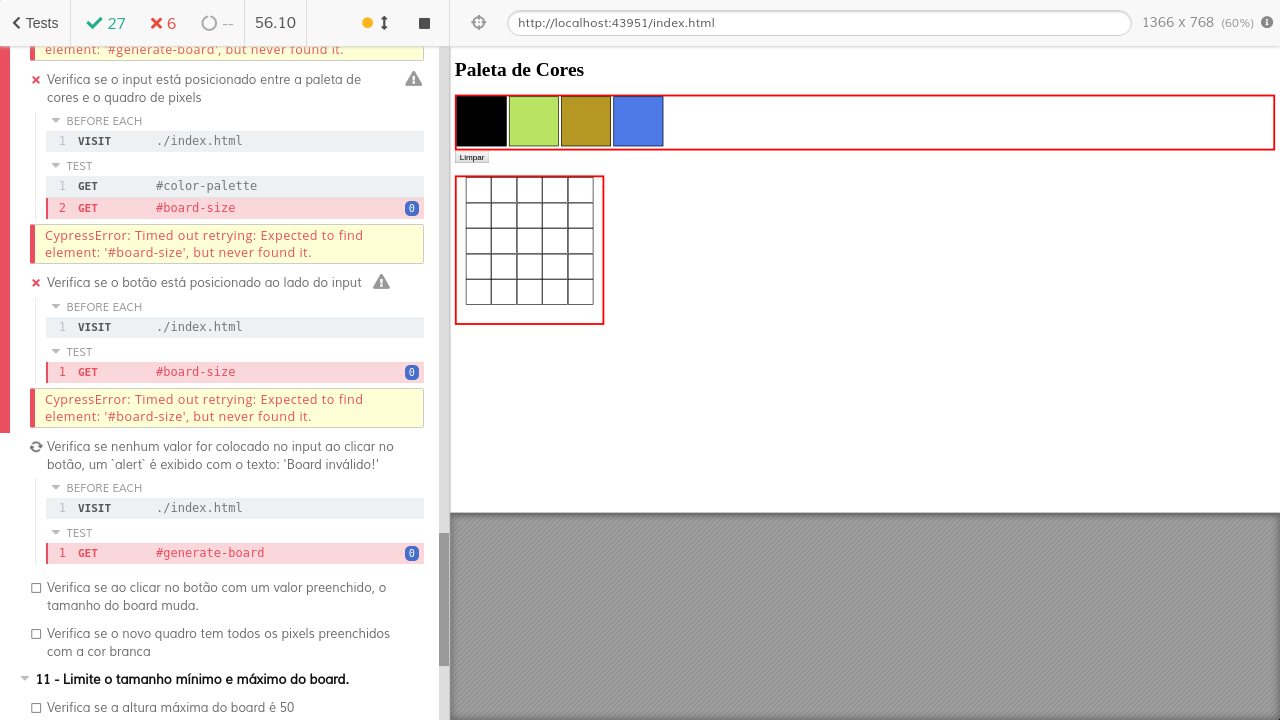 Tests
27
6
--
56.10
http://localhost:43951/index.html
1366 x 768 (60%)
element: '#generate-board', but never found it.
Verifica se o input está posicionado entre a paleta de
cores e o quadro de pixels
BEFORE EACH
1 VISIT ./index.html
TEST
1 GET #color-palette
2 GET #board-size 0
CypressError: Timed out retrying: Expected to find
element: '#board-size', but never found it.
Verifica se o botão está posicionado ao lado do input
BEFORE EACH
1 VISIT ./index.html
TEST
1 GET #board-size 0
CypressError: Timed out retrying: Expected to find
element: '#board-size', but never found it.
Verifica se nenhum valor for colocado no input ao clicar no
botão, um `alert` é exibido com o texto: 'Board inválido!'
BEFORE EACH
1 VISIT ./index.html
TEST
1 GET #generate-board 0
Verifica se ao clicar no botão com um valor preenchido, o
tamanho do board muda.
Verifica se o novo quadro tem todos os pixels preenchidos
com a cor branca
11 - Limite o tamanho mínimo e máximo do board.
Verifica se a altura máxima do board é 50
Paleta de Cores
Limpar